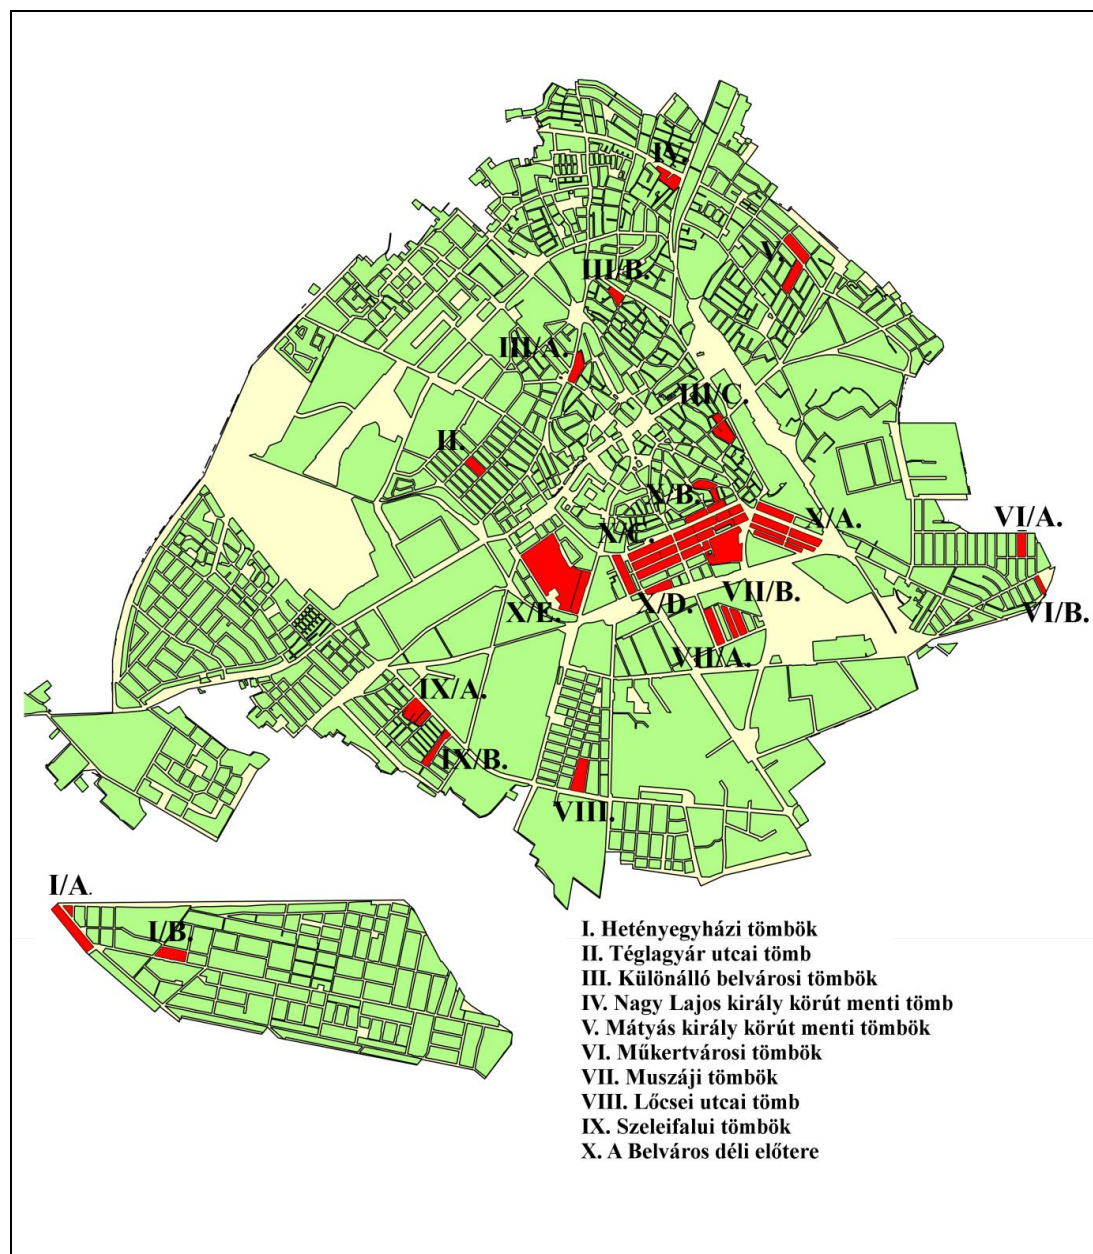 IV.
V.
III/B.
III/A.
III/C.
II.
X/B.
X/A.
X/C.
VI/A.
VII/B.
VI/B.
X/D.
X/E.
VII/A.
IX/A.
IX/B.
VIII.
I/A.
I/B.
I. Hetényegyházi tömbök
II. Téglagyár utcai tömb
III. Különálló belvárosi tömbök
IV. Nagy Lajos király körút menti tömb
V. Mátyás király körút menti tömbök
VI. Műkertvárosi tömbök
VII. Muszáji tömbök
VIII. Lőcsei utcai tömb
IX. Szeleifalui tömbök
X. A Belváros déli előtere